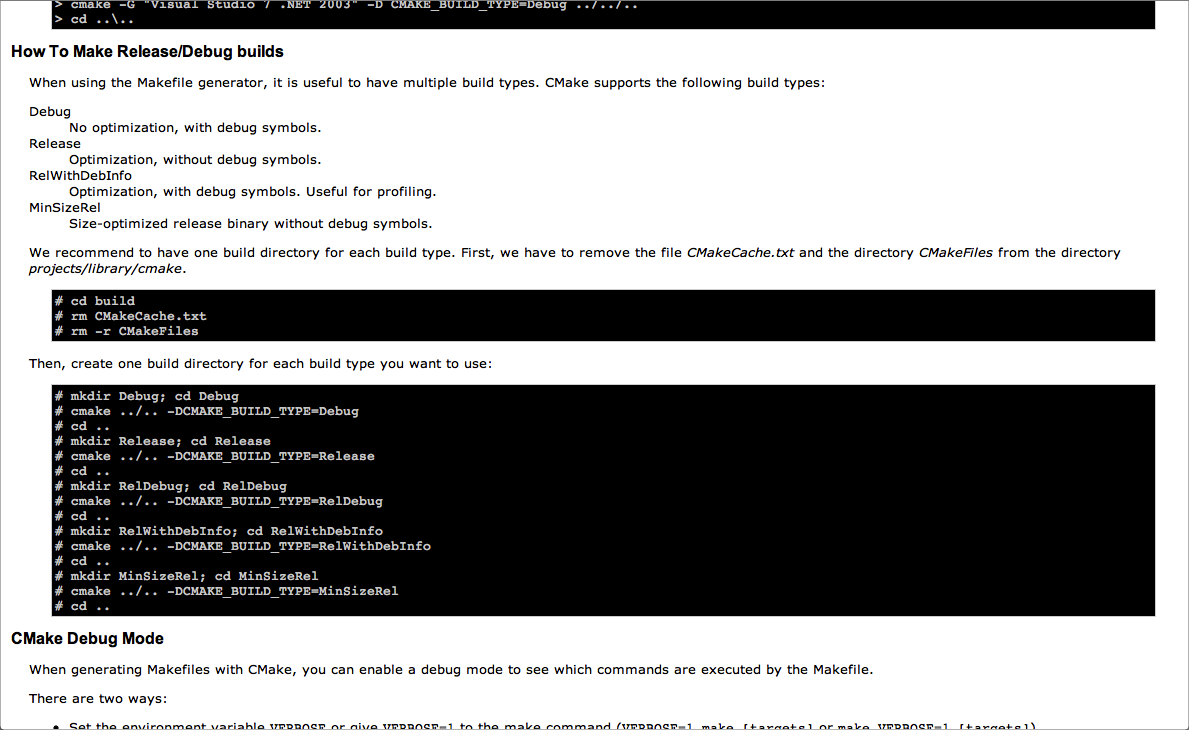 > cmake -G "Visual Studio 7 .NET 2003" -D CMAKE_BUILD_TYPE=Debug ../../..
> cd ..\..
How To Make Release/Debug builds
When using the Makefile generator, it is useful to have multiple build types. CMake supports the following build types:
Debug
No optimization, with debug symbols.
Release
Optimization, without debug symbols.
RelWithDebInfo
Optimization, with debug symbols. Useful for profiling.
MinSizeRel
Size-optimized release binary without debug symbols.
We recommend to have one build directory for each build type. First, we have to remove the file CMakeCache.txt and the directory CMakeFiles from the directory
projects/library/cmake.
# cd build
# rm CMakeCache.txt
# rm -r CMakeFiles
Then, create one build directory for each build type you want to use:
# mkdir Debug; cd Debug
# cmake ../.. -DCMAKE_BUILD_TYPE=Debug
# cd ..
# mkdir Release; cd Release
# cmake ../.. -DCMAKE_BUILD_TYPE=Release
# cd ..
# mkdir RelDebug; cd RelDebug
# cmake ../.. -DCMAKE_BUILD_TYPE=RelDebug
# cd ..
# mkdir RelWithDebInfo; cd RelWithDebInfo
# cmake ../.. -DCMAKE_BUILD_TYPE=RelWithDebInfo
# cd ..
# mkdir MinSizeRel; cd MinSizeRel
# cmake ../.. -DCMAKE_BUILD_TYPE=MinSizeRel
# cd ..
CMake Debug Mode
When generating Makefiles with CMake, you can enable a debug mode to see which commands are executed by the Makefile.
There are two ways:
• Set the environment variable VERBOSE or give VERBOSE=1 to the make command (VERBOSE=1 make [targets] or make VERBOSE=1 [targets])